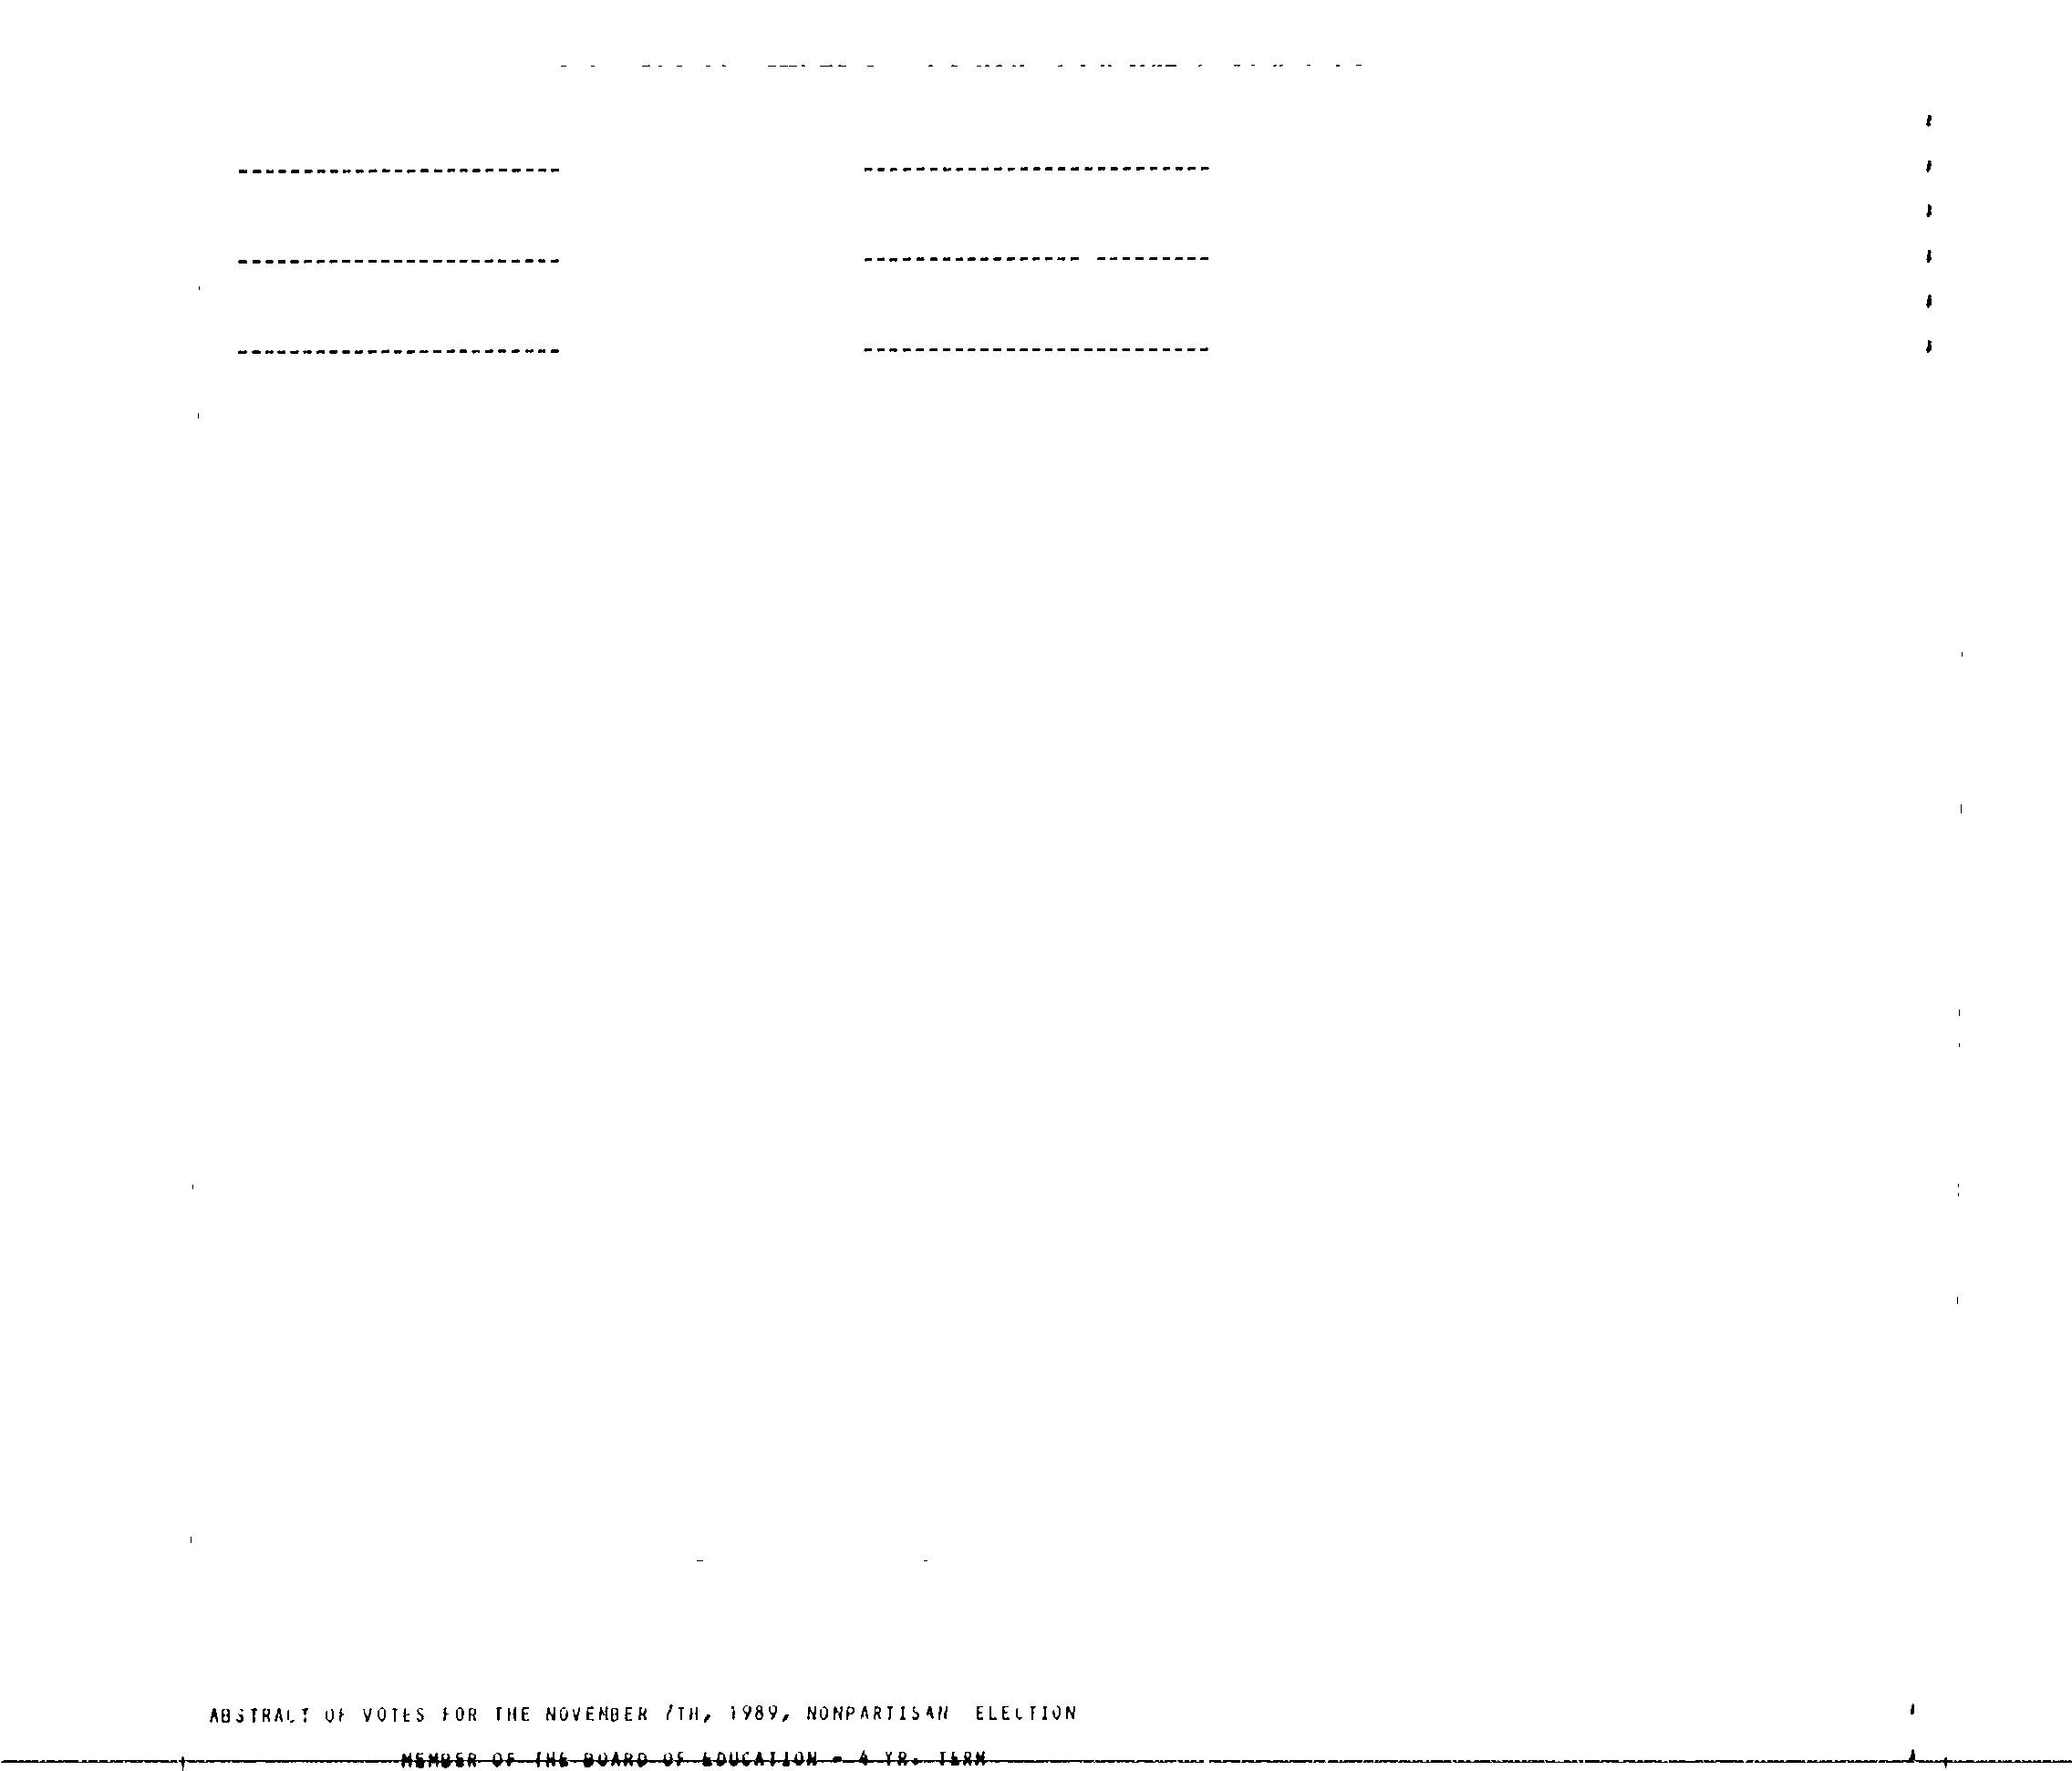 ABSTRACT OF VOTES FOR THE NOVEMBER 7TH, 1989, NONPARTISAN ELECTION
MEMBER OF THE BOARD OF EDUCATION - 4 YR. TERM